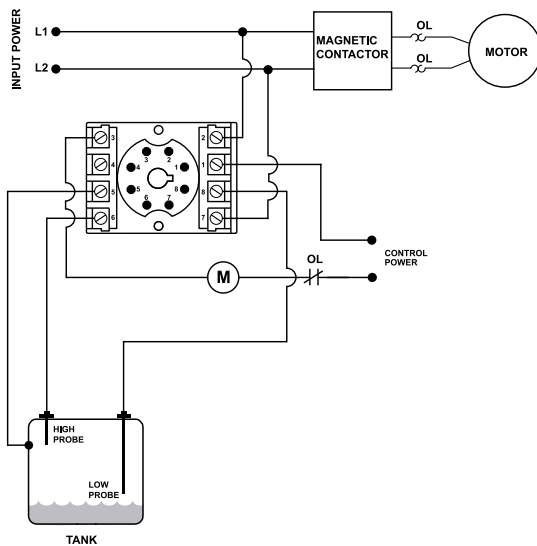 INPUT POWER
L1
L2
MAGNETIC
CONTACTOR
OL
OL
MOTOR
3
4
5
6
2
1
8
7
3
2
4
1
5
8
6
7
M
OL
CONTROL
POWER
HIGH
PROBE
LOW
PROBE
TANK